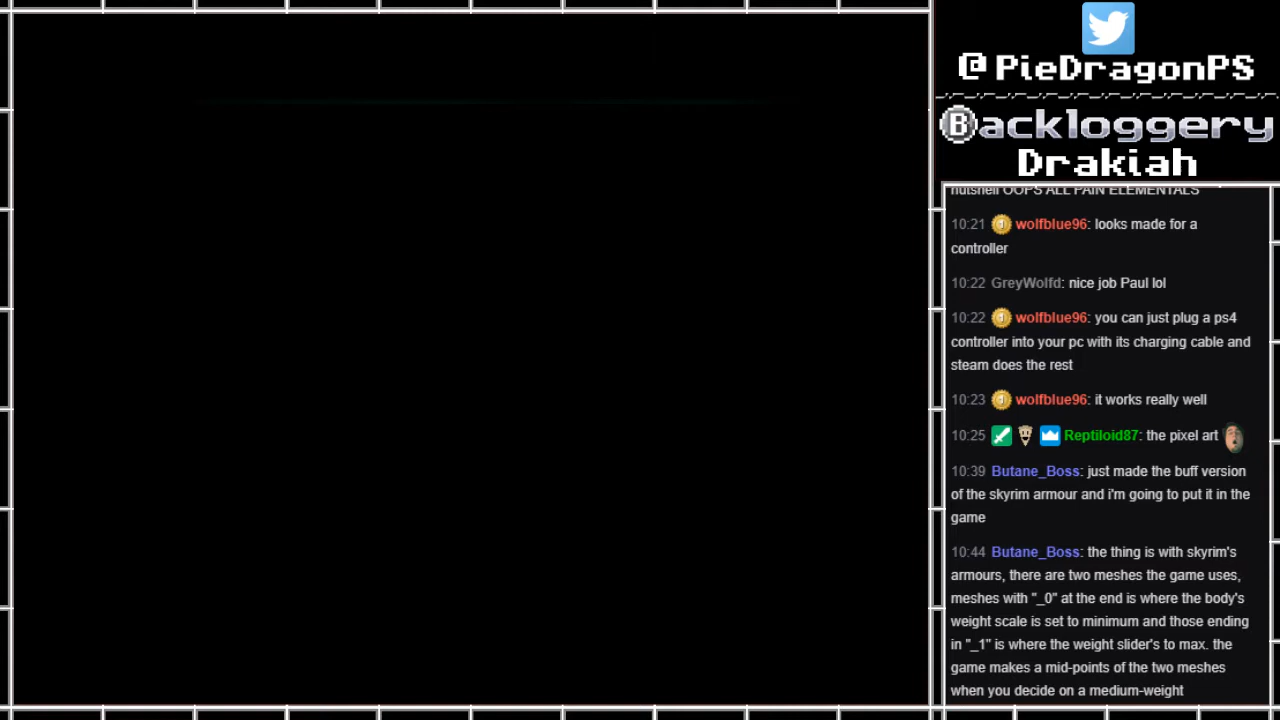 @PieDragonPS
Backloggery
Drakiah
nutshell OOPS ALL PAIN ELEMENTALS
10:21 wolfblue96: looks made for a
controller
10:22 GreyWolfd: nice job Paul lol
10:22 wolfblue96: you can just plug a ps4
controller into your pc with its charging cable and
steam does the rest
10:23 wolfblue96: it works really well
10:25 Reptiloid87: the pixel art
10:39 Butane_Boss: just made the buff version
of the skyrim armour and i'm going to put it in the
game
10:44 Butane_Boss: the thing is with skyrim's
armours, there are two meshes the game uses,
meshes with "_0" at the end is where the body's
weight scale is set to minimum and those ending
in "_1" is where the weight slider's to max. the
game makes a mid-points of the two meshes
when you decide on a medium-weight